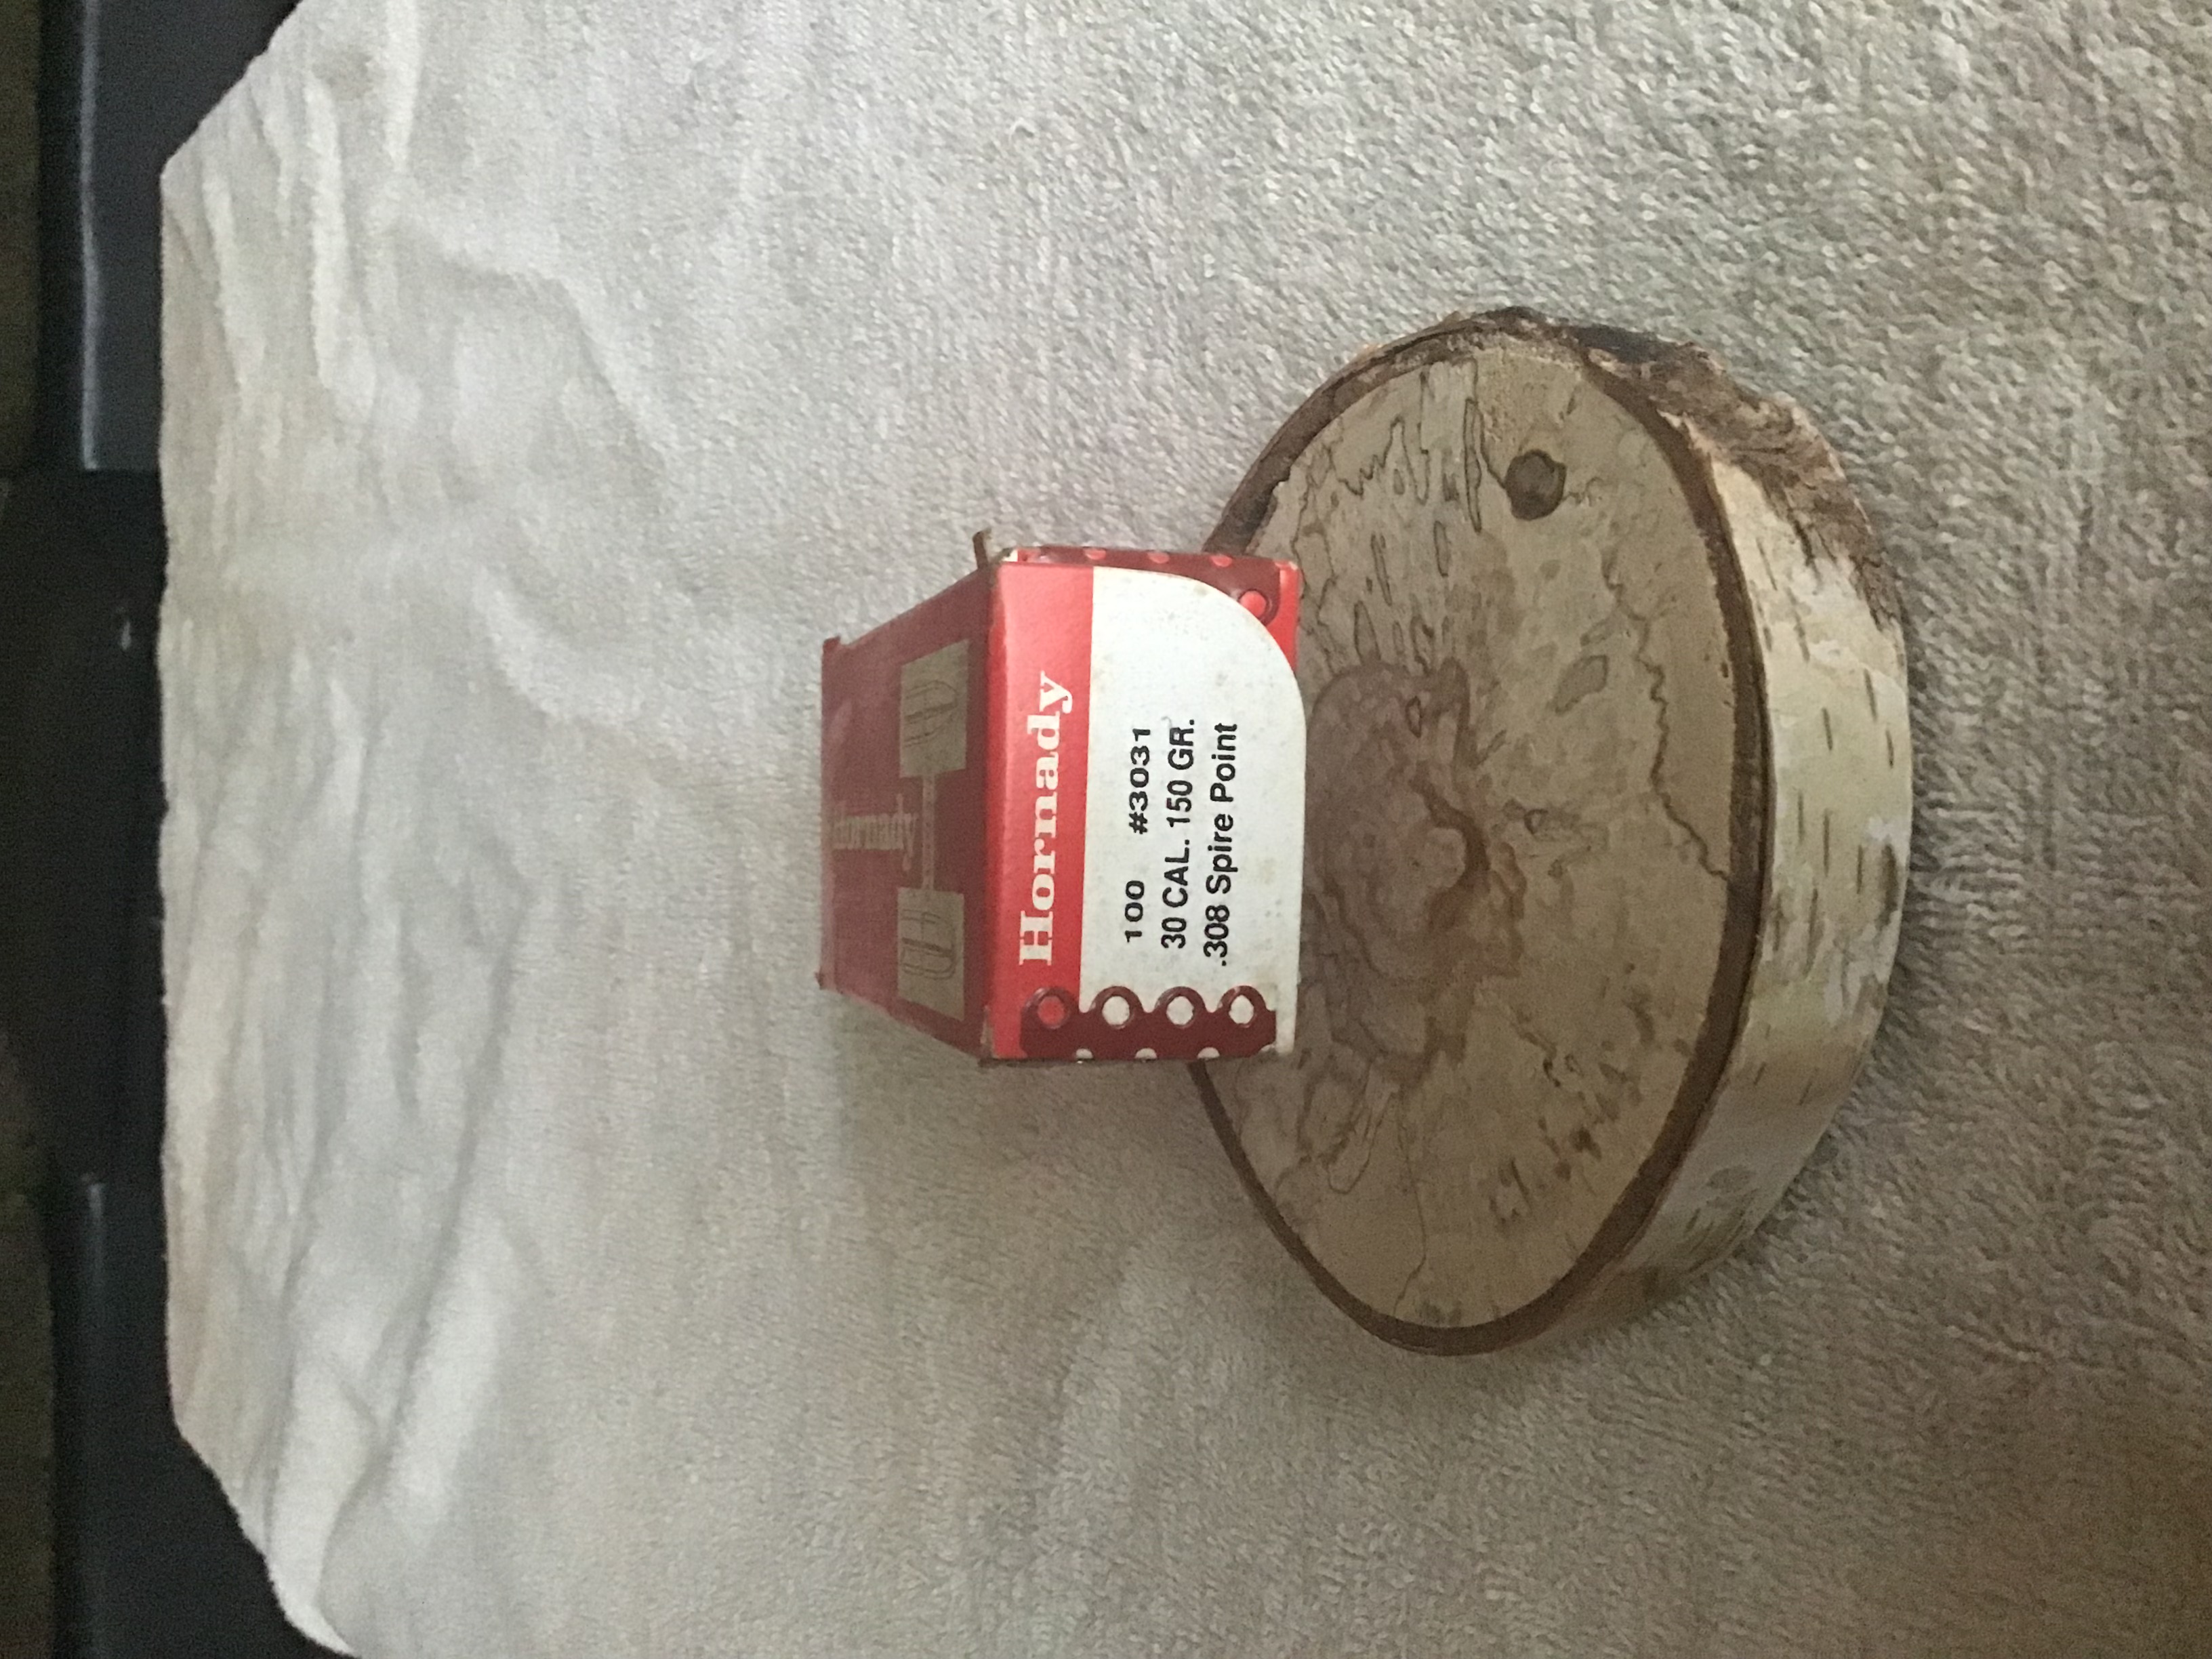 Hornady
Hornady
100 #3031
30 CAL. 150 GR.
.308 Spire Point